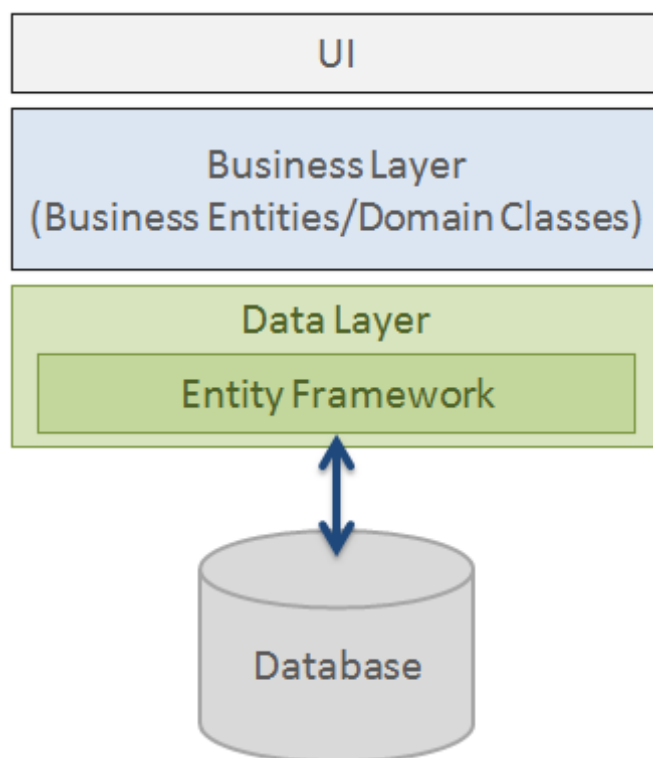 UI
Business Layer
(Business Entities/Domain Classes)
Data Layer
Entity Framework
Database